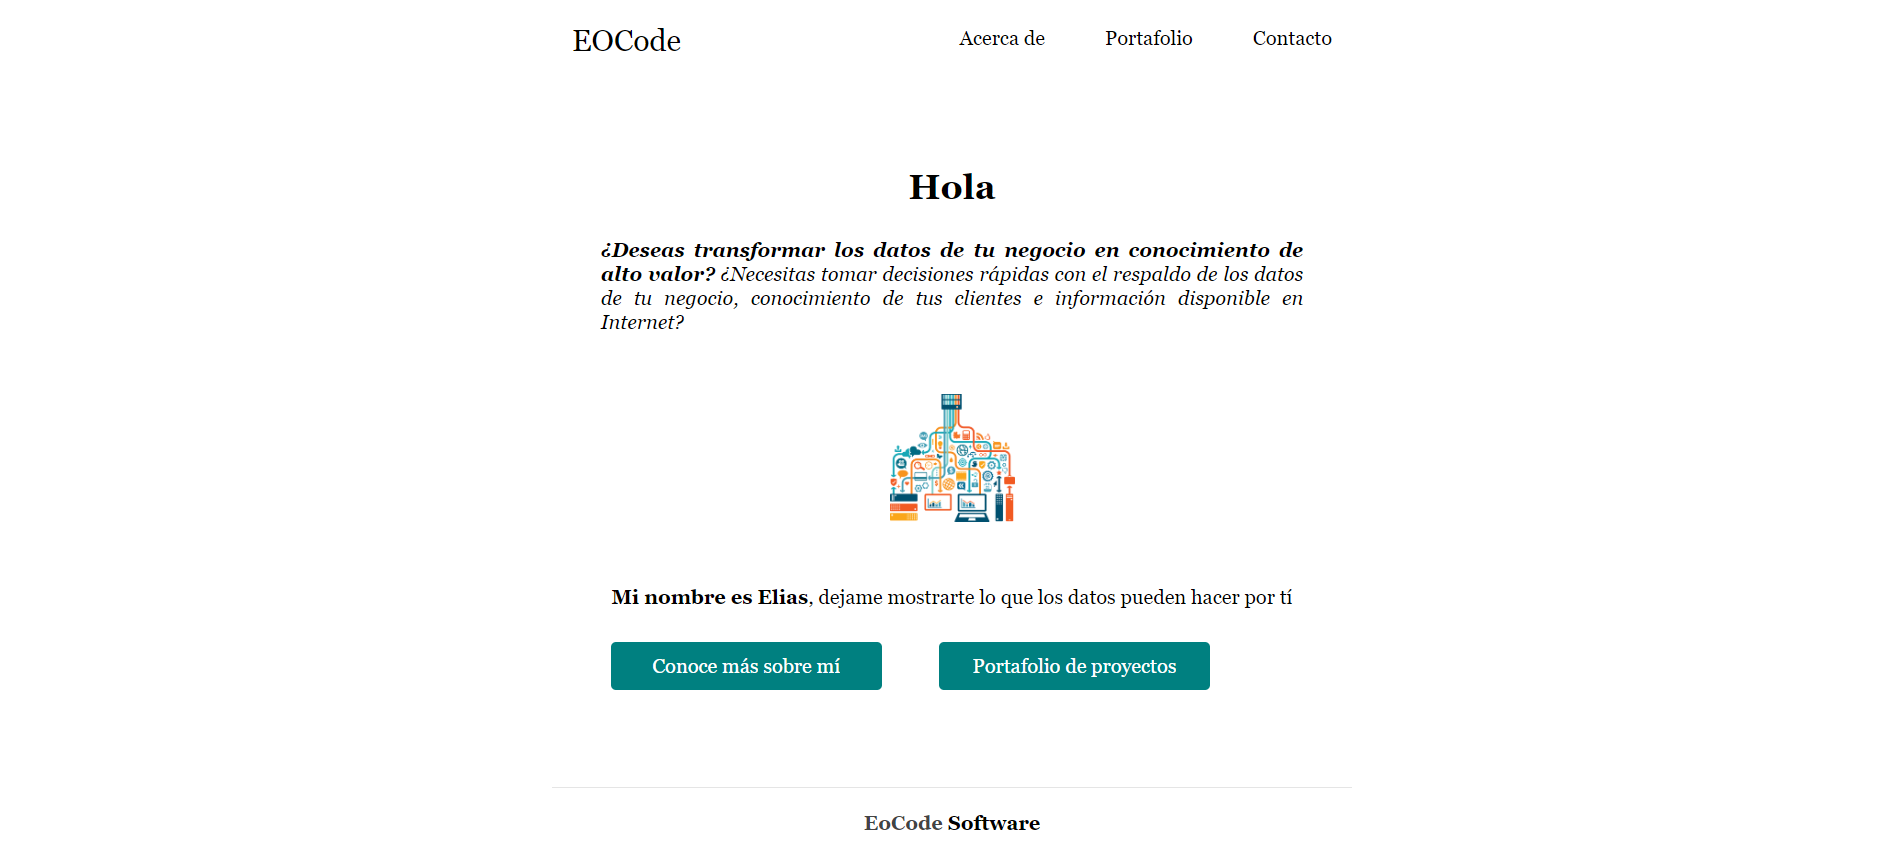 EOCode
Acerca de
Portafolio
Contacto
Hola
¿Deseas transformar los datos de tu negocio en conocimiento de
alto valor? ¿Necesitas tomar decisiones rápidas con el respaldo de los datos
de tu negocio, conocimiento de tus clientes e información disponible en
Internet?
Mi nombre es Elias, dejame mostrarte lo que los datos pueden hacer por tí
Conoce más sobre mí
Portafolio de proyectos
EoCode Software